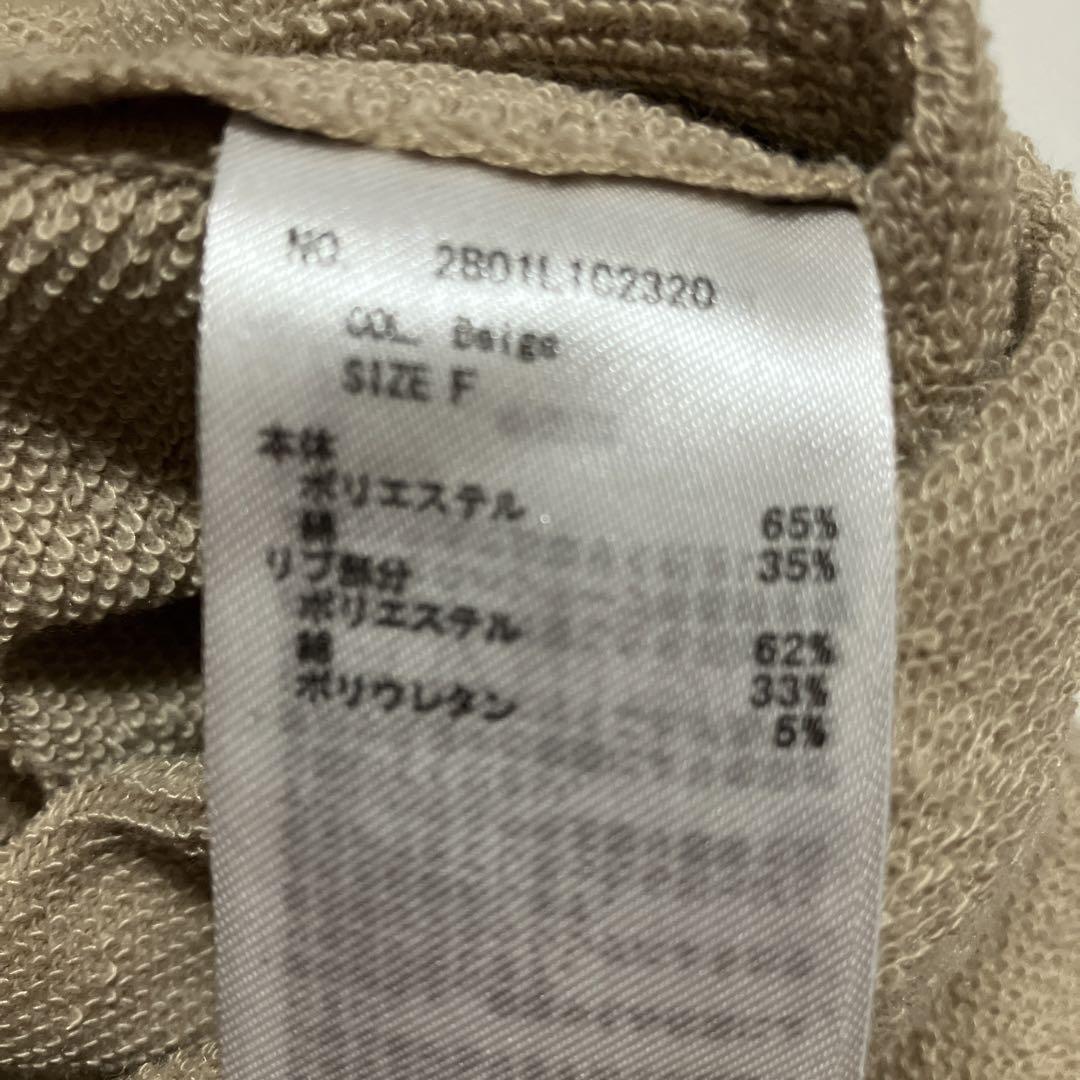 NO. 2B01L1C2320
COL. Beige
SIZE F
本体
ポリエステル 65%
綿 35%
リブ部分
ポリエステル 62%
綿 33%
ポリウレタン 5%